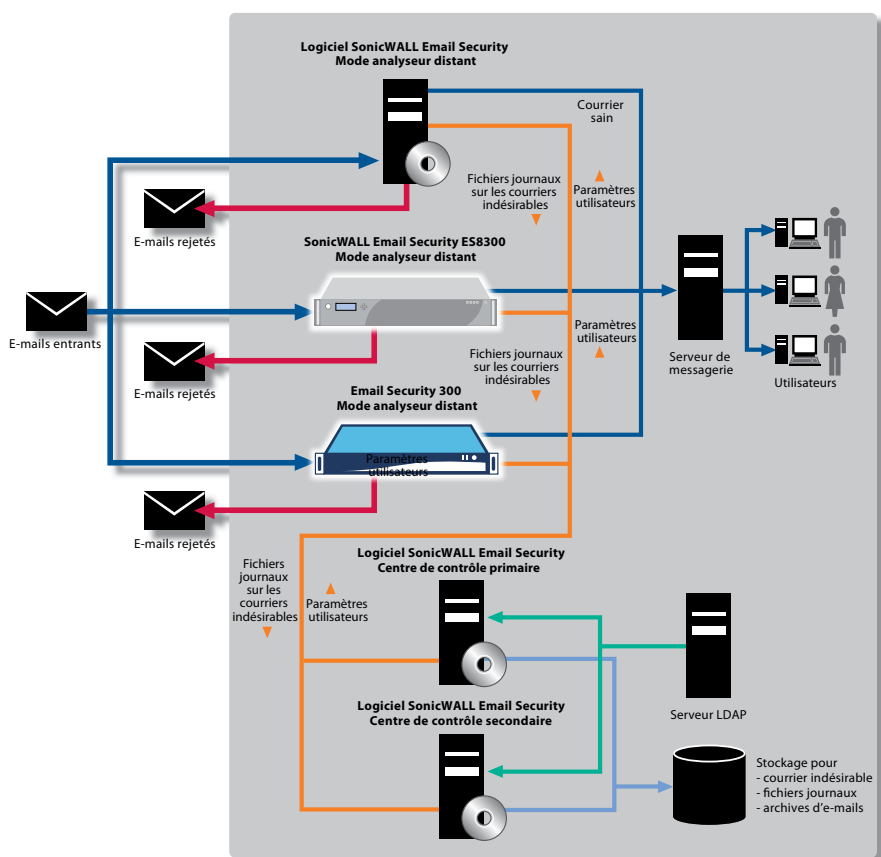 Logiciel SonicWALL Email Security
Mode analyseur distant
Courrier
sain
Fichiers journaux
sur les courriers
indésirables
Paramètres
utilisateurs
E-mails rejetés
SonicWALL Email Security ES8300
Mode analyseur distant
E-mails entrants
Paramètres
utilisateurs
Fichiers journaux
sur les courriers
indésirables
Serveur de
messagerie
Utilisateurs
E-mails rejetés
Email Security 300
Mode analyseur distant
Paramètres
utilisateurs
E-mails rejetés
Logiciel SonicWALL Email Security
Centre de contrôle primaire
Fichiers
journaux
sur les
courriers
indésirables
Paramètres
utilisateurs
Logiciel SonicWALL Email Security
Centre de contrôle secondaire
Serveur LDAP
Stockage pour
- courrier indésirable
- fichiers journaux
- archives d'e-mails